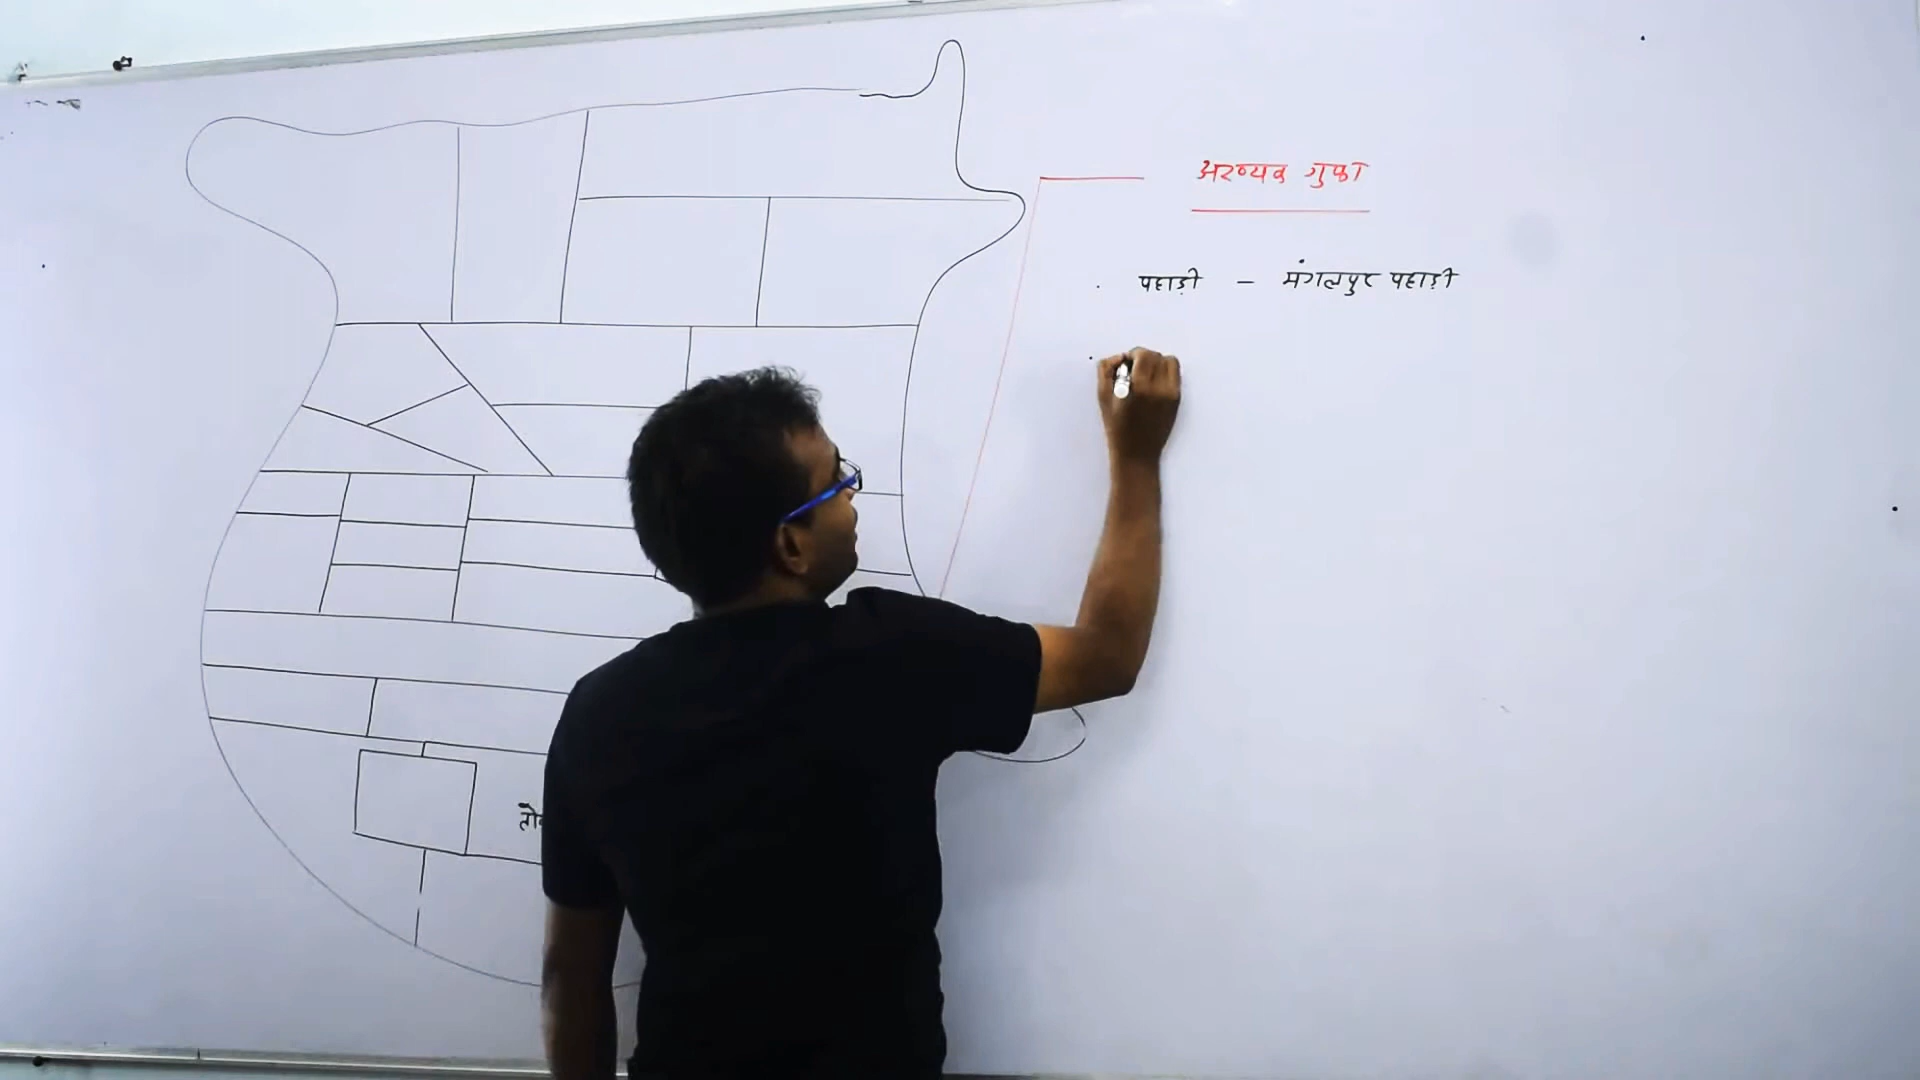 अरण्यक गुफा
· पहाड़ी – मंगलपुर पहाड़ी